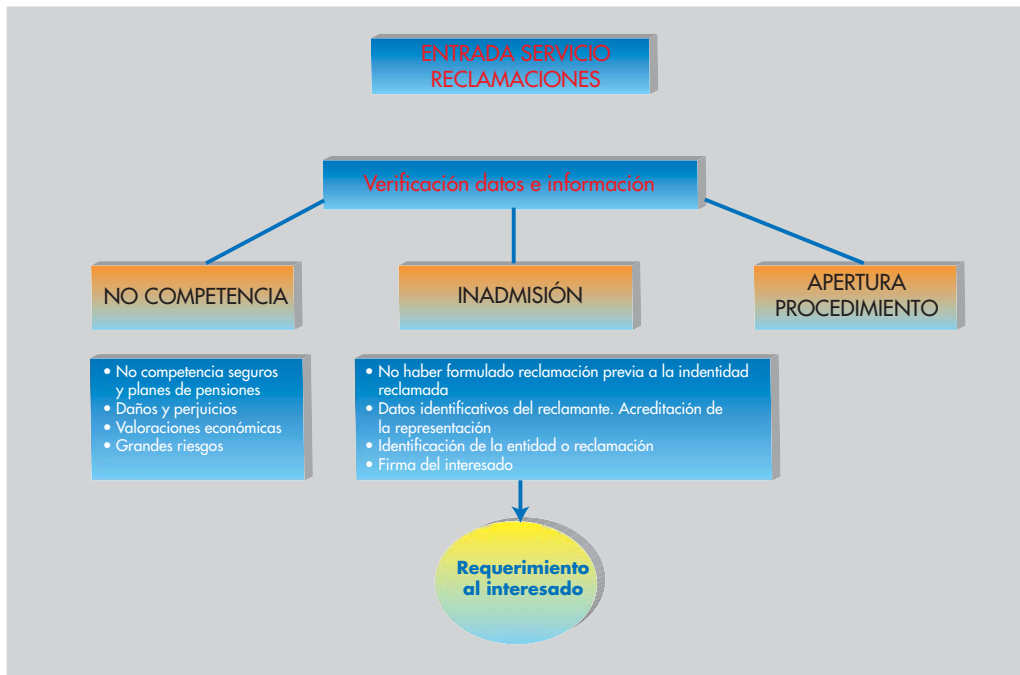 ENTRADA SERVICIO
RECLAMACIONES
Verificación datos e información
NO COMPETENCIA
INADMISIÓN
APERTURA
PROCEDIMIENTO
• No competencia seguros
y planes de pensiones
• Daños y perjuicios
• Valoraciones económicas
• Grandes riesgos
• No haber formulado reclamación previa a la indentidad
reclamada
• Datos identificativos del reclamante. Acreditación de
la representación
• Identificación de la entidad o reclamación
• Firma del interesado
Requerimiento
al interesado